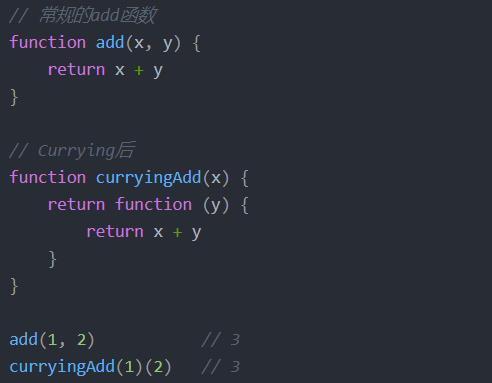 // 常规的add函数
function add(x, y) {
    return x + y
}

// Currying后
function curryingAdd(x) {
    return function (y) {
        return x + y
    }
}

add(1, 2)           // 3
curryingAdd(1)(2)   // 3